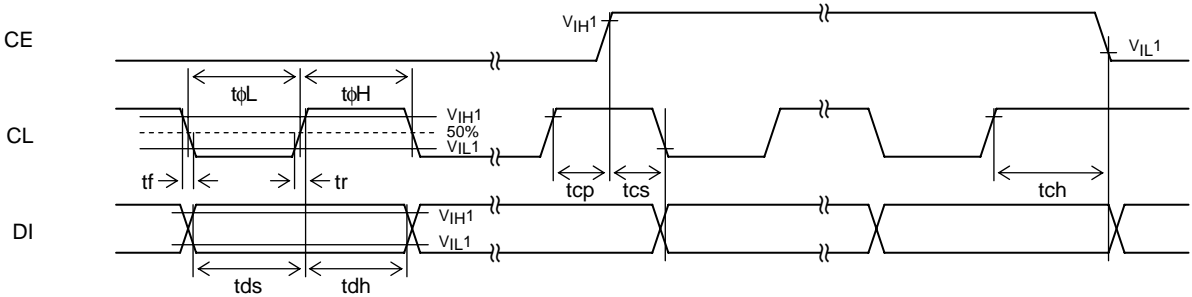 CE
VIH1
VIL1
tφL
tφH
CL
VIH1
50%
VIL1
tf
tr
tcp
tcs
tch
DI
VIH1
VIL1
tds
tdh